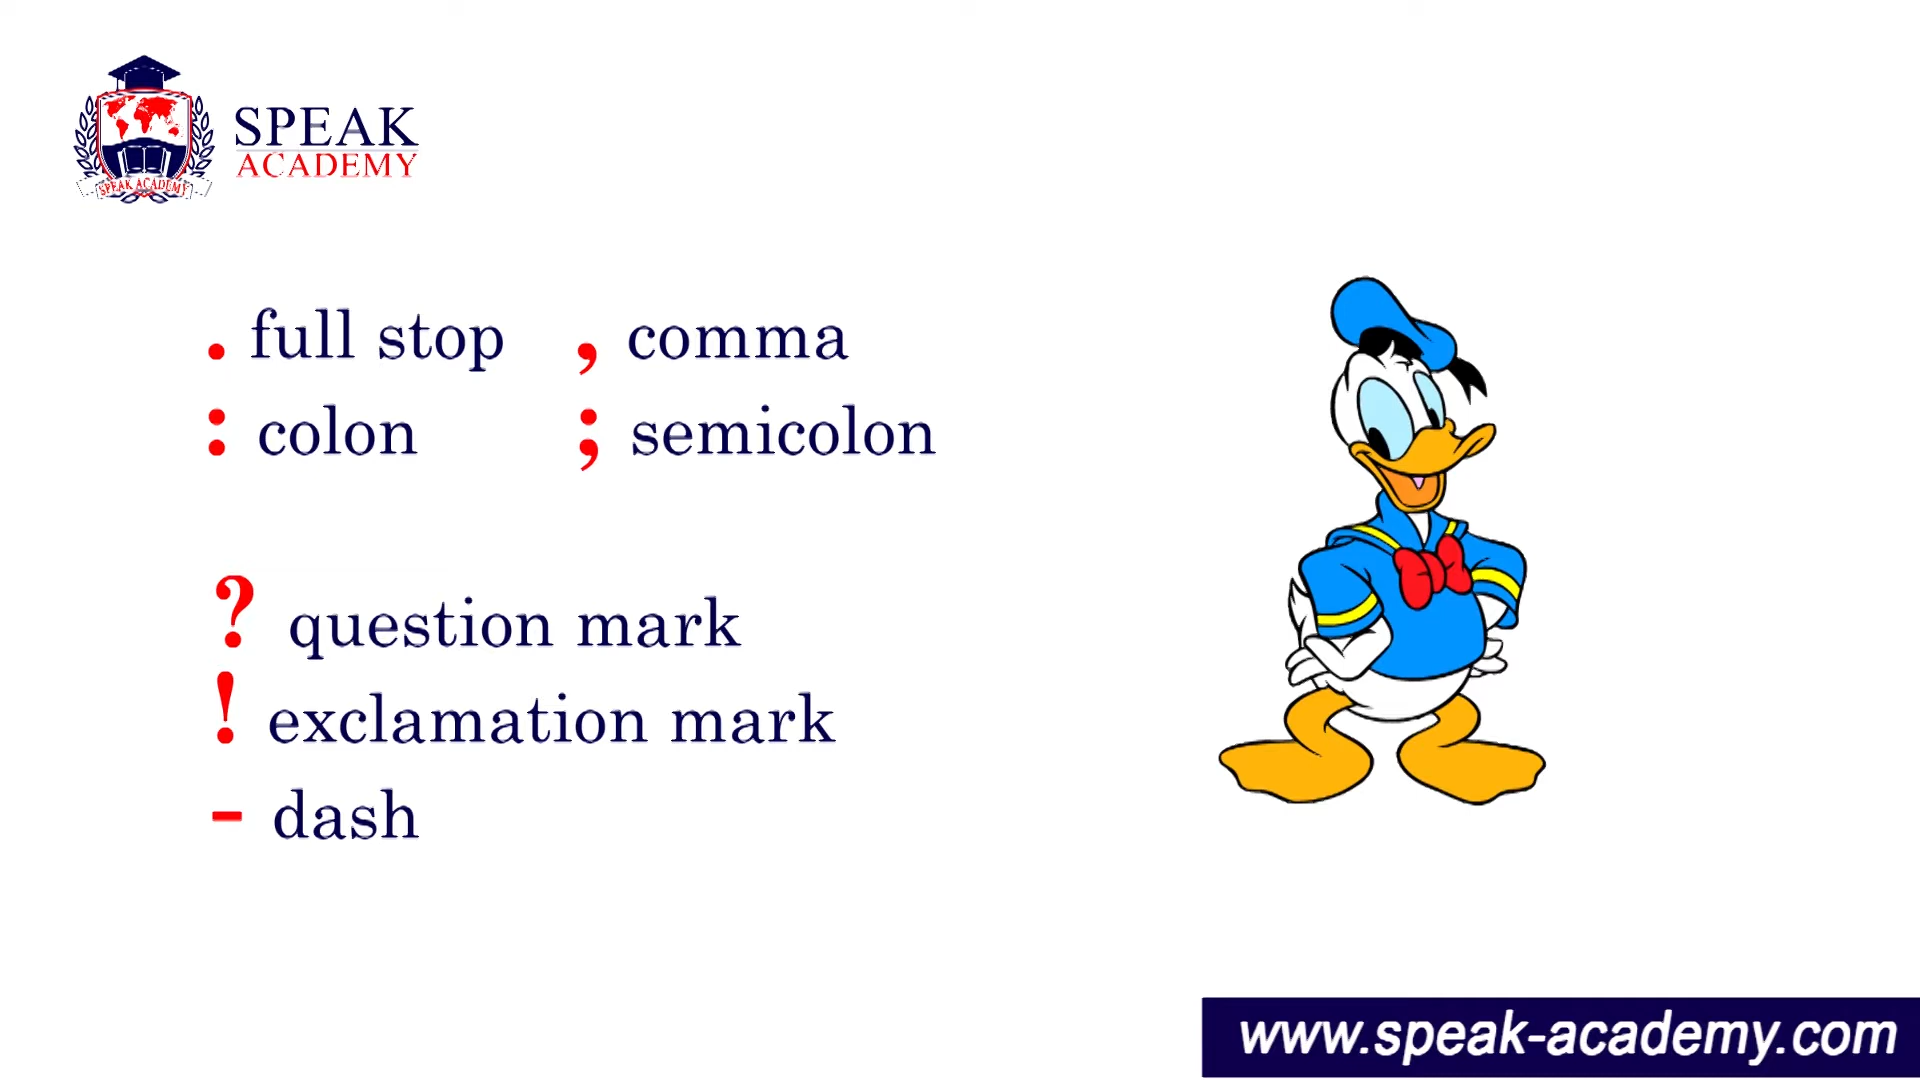 SPEAK
ACADEMY
SPEAK ACADEMY
. full stop , comma
: colon ; semicolon
? question mark
! exclamation mark
- dash
www.speak-academy.com